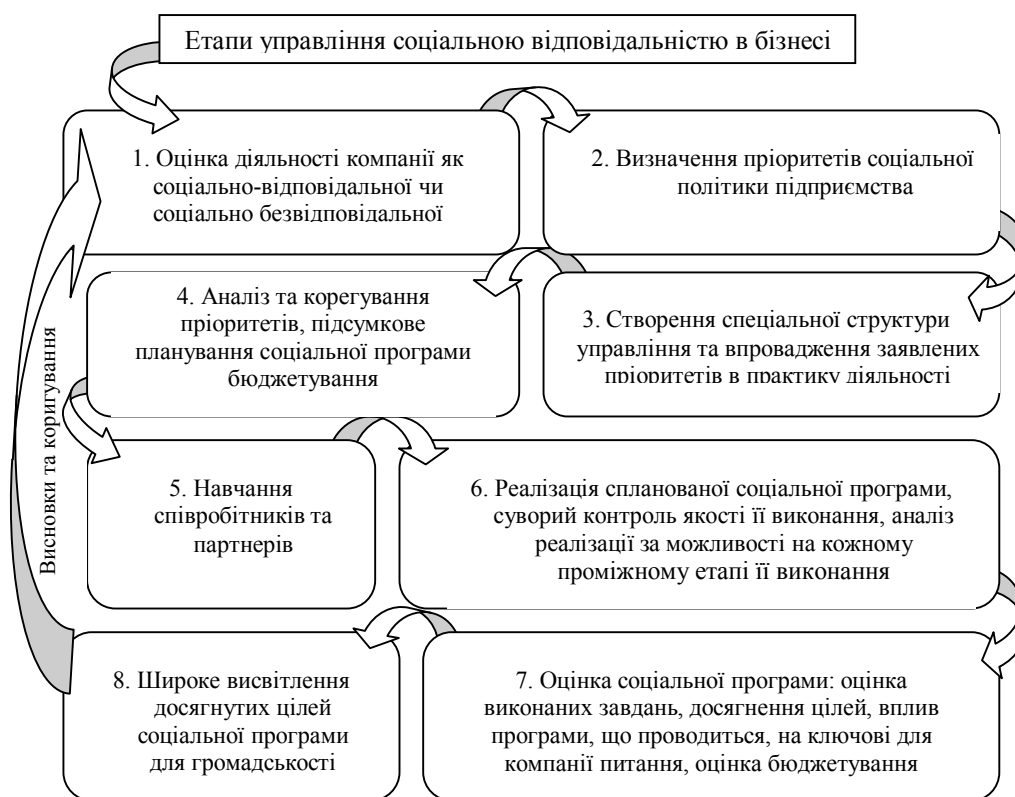 Етапи управління соціальною відповідальністю в бізнесі
1. Оцінка діяльності компанії як
соціально-відповідальної чи
соціально безвідповідальної
2. Визначення пріоритетів соціальної
політики підприємства
3. Створення спеціальної структури
управління та впровадження заявлених
пріоритетів в практику діяльності
4. Аналіз та корегування
пріоритетів, підсумкове
планування соціальної програми
бюджетування
5. Навчання
співробітників та
партнерів
6. Реалізація спланованої соціальної програми,
суворий контроль якості її виконання, аналіз
реалізації за можливості на кожному
проміжному етапі її виконання
7. Оцінка соціальної програми: оцінка
виконаних завдань, досягнення цілей, вплив
програми, що проводиться, на ключові для
компанії питання, оцінка бюджетування
8. Широке висвітлення
досягнутих цілей
соціальної програми
для громадськості
Висновки та коригування